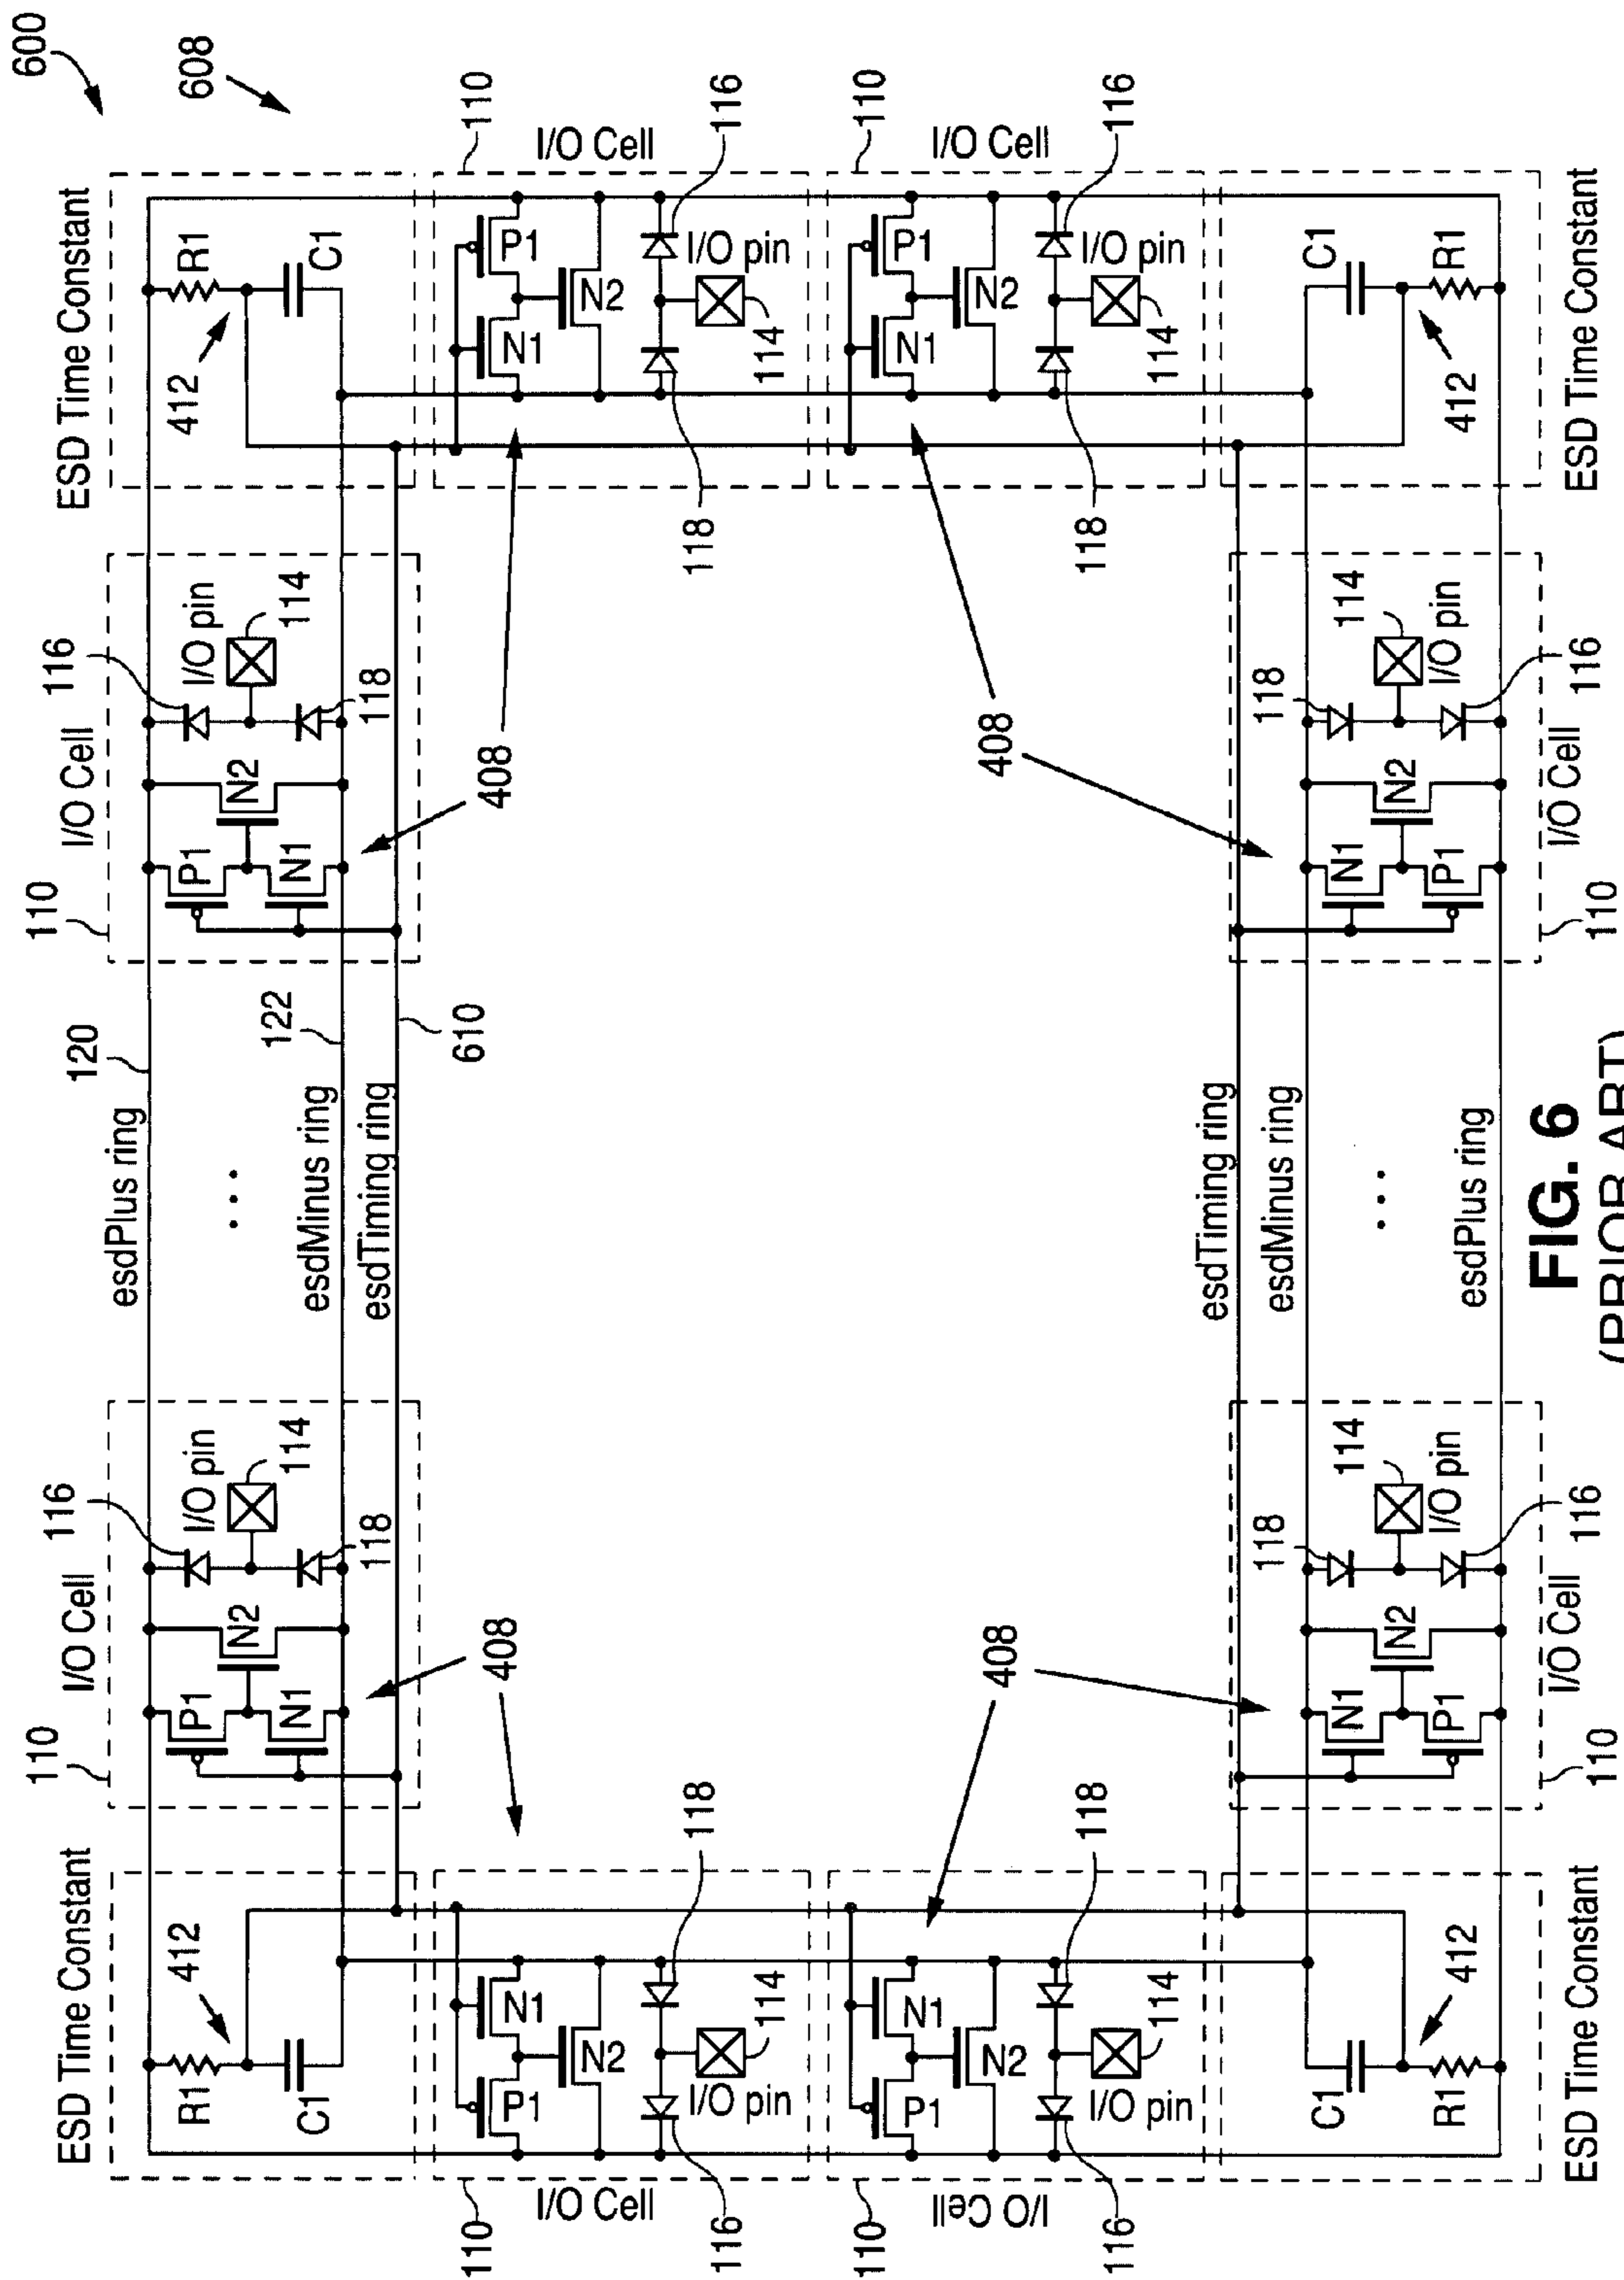 600
608
ESD Time Constant
110
I/O Cell
116
esdPlus ring
120
110
I/O Cell
116
ESD Time Constant
R1
412
C1
P1
N1
N2
I/O pin
114
118
...
esdMinus ring
122
esdTiming ring
610
P1
N1
N2
I/O pin
114
118
412
R1
C1
110
I/O Cell
P1
N1
N2
I/O pin
114
116
118
408
408
N1
P1
N2
I/O pin
114
118
116
110
I/O Cell
110
I/O Cell
P1
N1
N2
I/O pin
114
116
118
408
408
N1
P1
N2
I/O pin
114
118
116
110
I/O Cell
C1
R1
412
ESD Time Constant
N1
P1
N2
118
114
I/O pin
116
110
I/O Cell
esdTiming ring
esdMinus ring
...
esdPlus ring
N1
P1
N2
118
114
I/O pin
116
110
I/O Cell
C1
R1
412
ESD Time Constant
FIG. 6
(PRIOR ART)